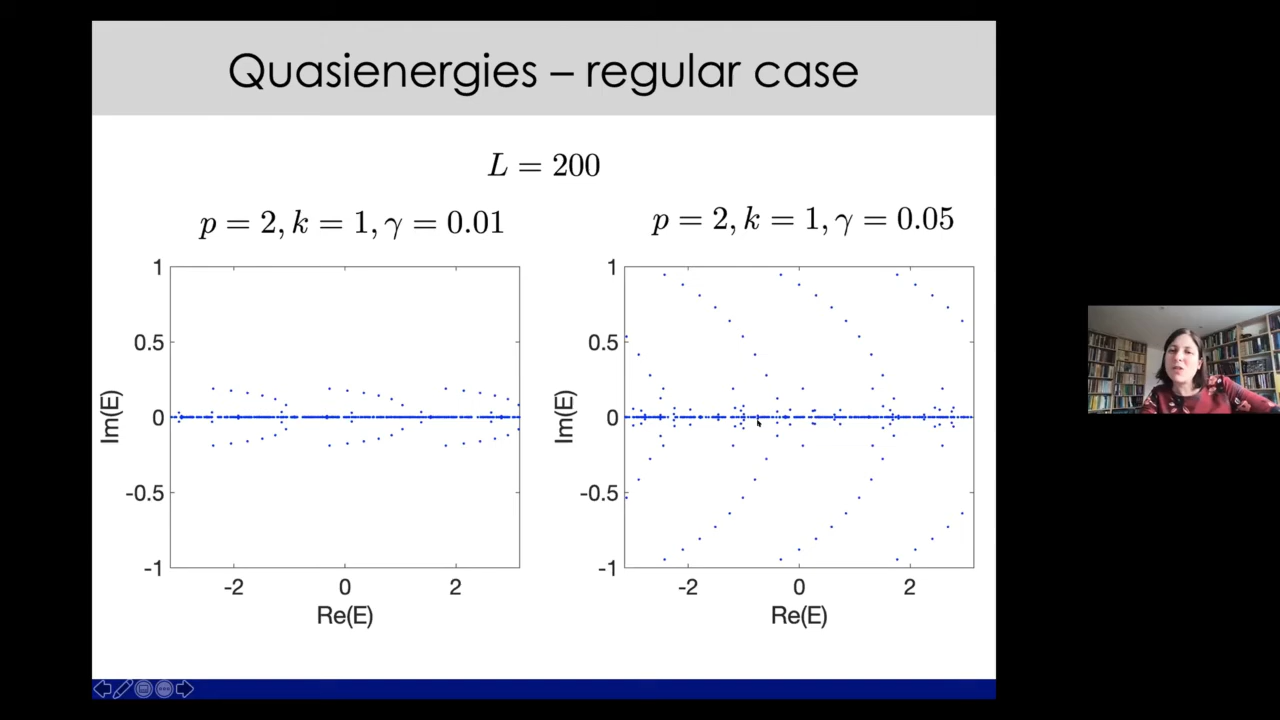 Quasienergies – regular case
L = 200
p = 2, k = 1, γ = 0.01
p = 2, k = 1, γ = 0.05
1
0.5
0
-0.5
-1
Im(E)
-2
0
2
Re(E)
1
0.5
0
-0.5
-1
Im(E)
-2
0
2
Re(E)